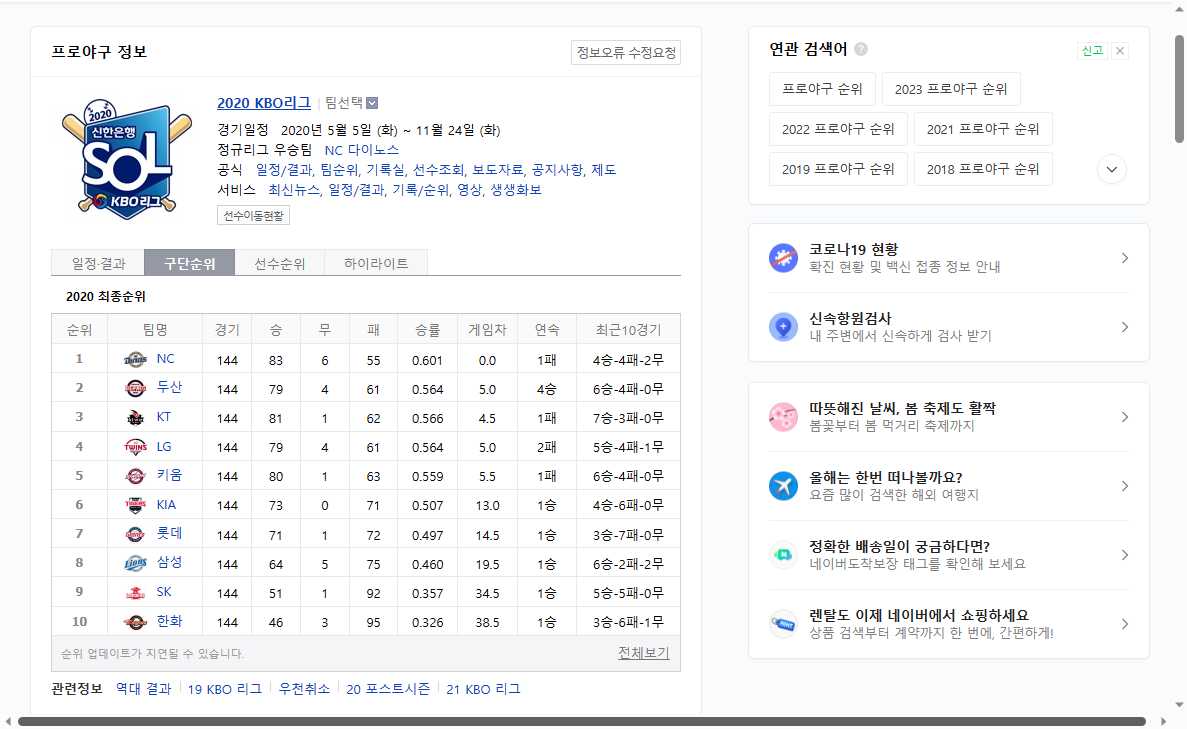 프로야구 정보
정보오류 수정요청
2020
신한은행
SOL
KBO리그
2020 KBO리그 팀선택
경기일정 2020년 5월 5일 (화) ~ 11월 24일 (화)
정규리그 우승팀 NC 다이노스
공식 일정/결과, 팀순위, 기록실, 선수조회, 보도자료, 공지사항, 제도
서비스 최신뉴스, 일정/결과, 기록/순위, 영상, 생생화보
선수이동현황
일정·결과 구단순위 선수순위 하이라이트
2020 최종순위
순위 팀명 경기 승 무 패 승률 게임차 연속 최근10경기
1 NC 144 83 6 55 0.601 0.0 1패 4승-4패-2무
2 두산 144 79 4 61 0.564 5.0 4승 6승-4패-0무
3 KT 144 81 1 62 0.566 4.5 1패 7승-3패-0무
4 LG 144 79 4 61 0.564 5.0 2패 5승-4패-1무
5 키움 144 80 1 63 0.559 5.5 1패 6승-4패-0무
6 KIA 144 73 0 71 0.507 13.0 1승 4승-6패-0무
7 롯데 144 71 1 72 0.497 14.5 1승 3승-7패-0무
8 삼성 144 64 5 75 0.460 19.5 1승 6승-2패-2무
9 SK 144 51 1 92 0.357 34.5 1승 5승-5패-0무
10 한화 144 46 3 95 0.326 38.5 1승 3승-6패-1무
순위 업데이트가 지연될 수 있습니다.
전체보기
관련정보 역대 결과 19 KBO 리그 우천취소 20 포스트시즌 21 KBO 리그
연관 검색어 ?
신고
프로야구 순위 2023 프로야구 순위
2022 프로야구 순위 2021 프로야구 순위
2019 프로야구 순위 2018 프로야구 순위
코로나19 현황
확진 현황 및 백신 접종 정보 안내
신속항원검사
내 주변에서 신속하게 검사 받기
따뜻해진 날씨, 봄 축제도 활짝
봄꽃부터 봄 먹거리 축제까지
올해는 한번 떠나볼까요?
요즘 많이 검색한 해외 여행지
정확한 배송일이 궁금하다면?
네이버도착보장 태그를 확인해 보세요
렌탈도 이제 네이버에서 쇼핑하세요
상품 검색부터 계약까지 한 번에, 간편하게!